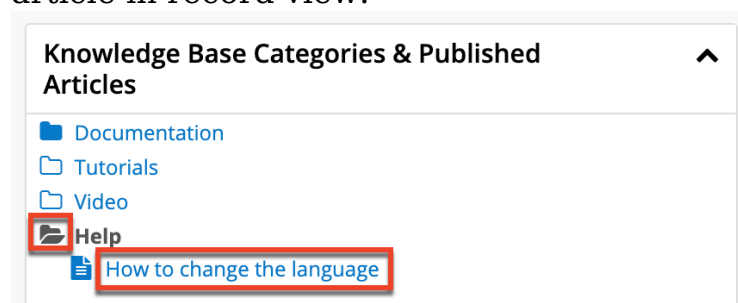 article in record view.
Knowledge Base Categories & Published
Articles
Documentation
Tutorials
Video
Help
How to change the language